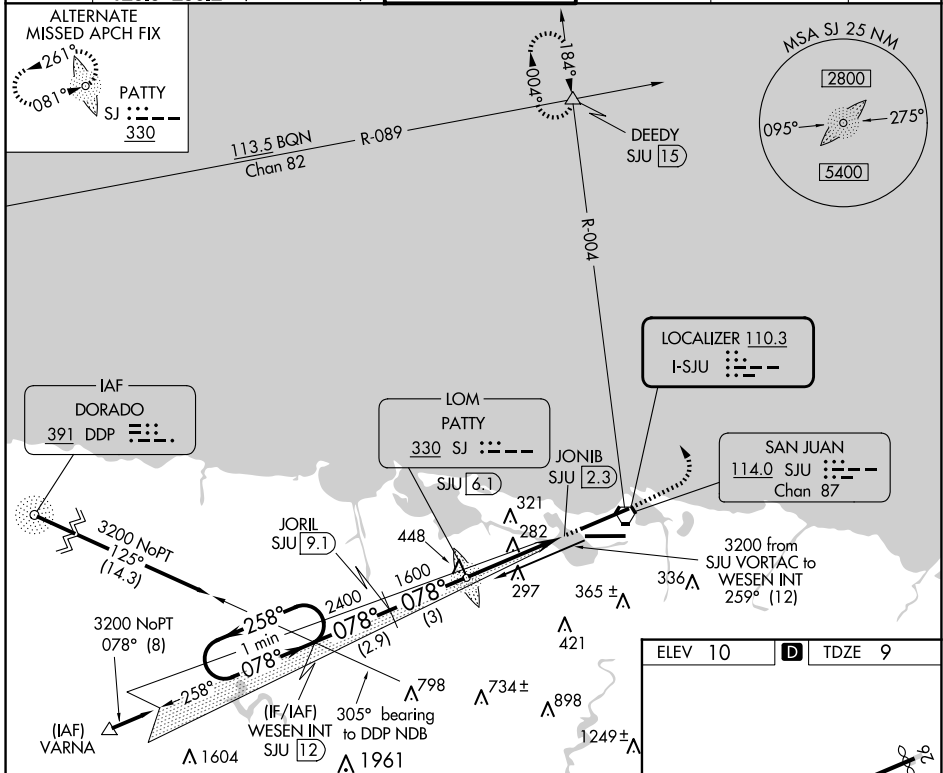 ALTERNATE
MISSED APCH FIX
261°
081°
PATTY
SJ
330
113.5 BQN
Chan 82
R-089
184°
004°
DEEDY
SJU 15
R-004
MSA SJ 25 NM
2800
095°
275°
5400
LOCALIZER 110.3
I-SJU
IAF
DORADO
391 DDP
LOM
PATTY
330 SJ
SJU 6.1
JONIB
SJU 2.3
SAN JUAN
114.0 SJU
Chan 87
3200 NoPT
125°
(14.3)
JORIL
SJU 9.1
448
321
282
297
365 ±
336
421
3200 from
SJU VORTAC to
WESEN INT
259° (12)
2400
1600
258°
1 min
078°
078°
078°
(2.9)
(3)
3200 NoPT
078° (8)
258°
(IAF)
VARNA
(IF/IAF)
WESEN INT
SJU 12
305° bearing
to DDP NDB
798
734 ±
898
1249 ±
1604
1961
ELEV 10
D
TDZE 9
26